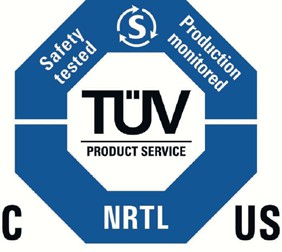 Safety
tested
S
Production
monitored
TÜV
PRODUCT SERVICE
C
NRTL
US